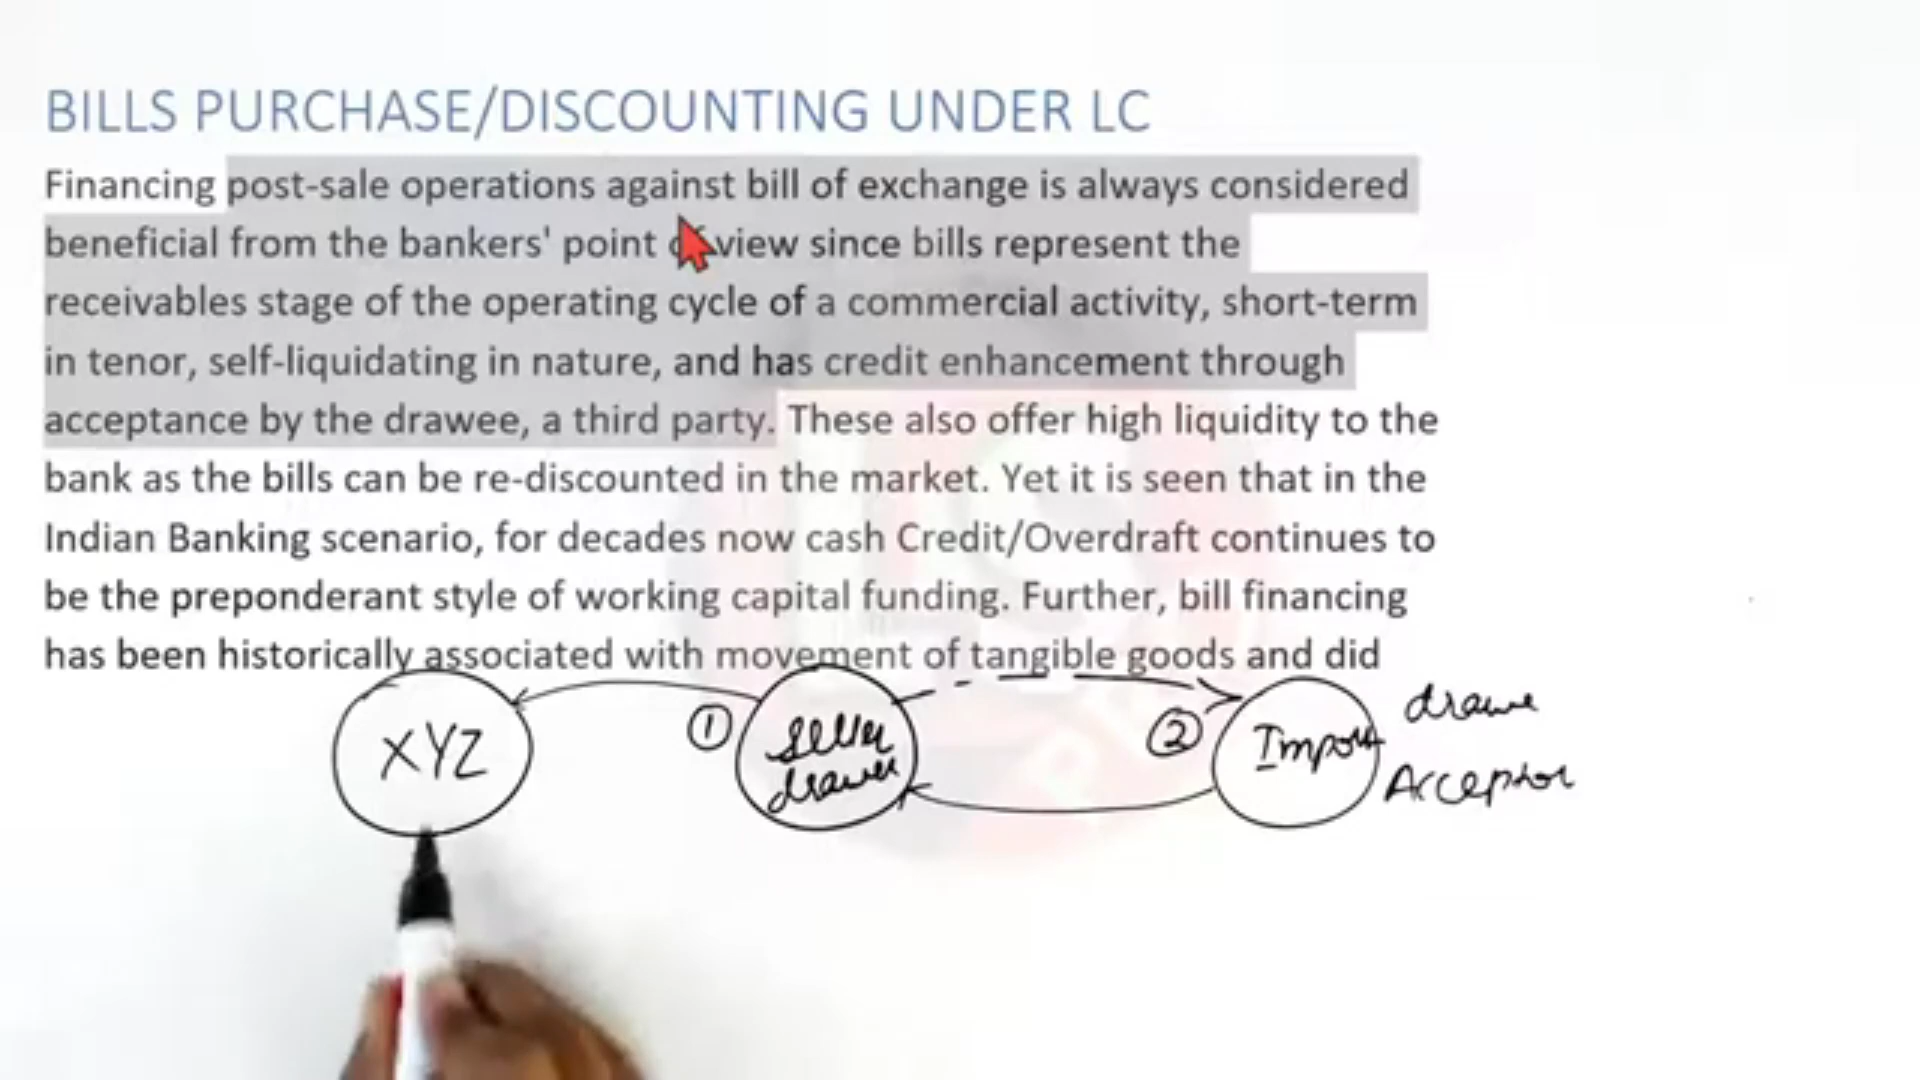 BILLS PURCHASE/DISCOUNTING UNDER LC
Financing post-sale operations against bill of exchange is always considered
beneficial from the bankers' point of view since bills represent the
receivables stage of the operating cycle of a commercial activity, short-term
in tenor, self-liquidating in nature, and has credit enhancement through
acceptance by the drawee, a third party. These also offer high liquidity to the
bank as the bills can be re-discounted in the market. Yet it is seen that in the
Indian Banking scenario, for decades now cash Credit/Overdraft continues to
be the preponderant style of working capital funding. Further, bill financing
has been historically associated with movement of tangible goods and did
XYZ
1
Seller
drawer
2
Import
drawe
Acceptor